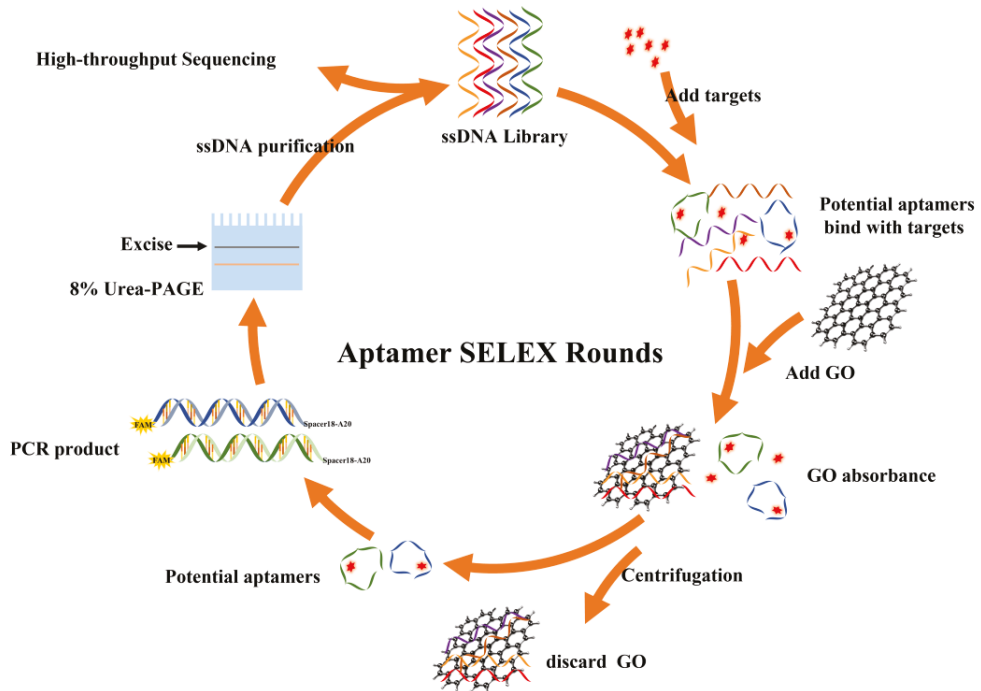 High-throughput Sequencing
ssDNA purification
ssDNA Library
Add targets
Potential aptamers
bind with targets
Excise
8% Urea-PAGE
Aptamer SELEX Rounds
Add GO
FAM
Spacer18-A20
PCR product
FAM
Spacer18-A20
GO absorbance
Potential aptamers
Centrifugation
discard GO